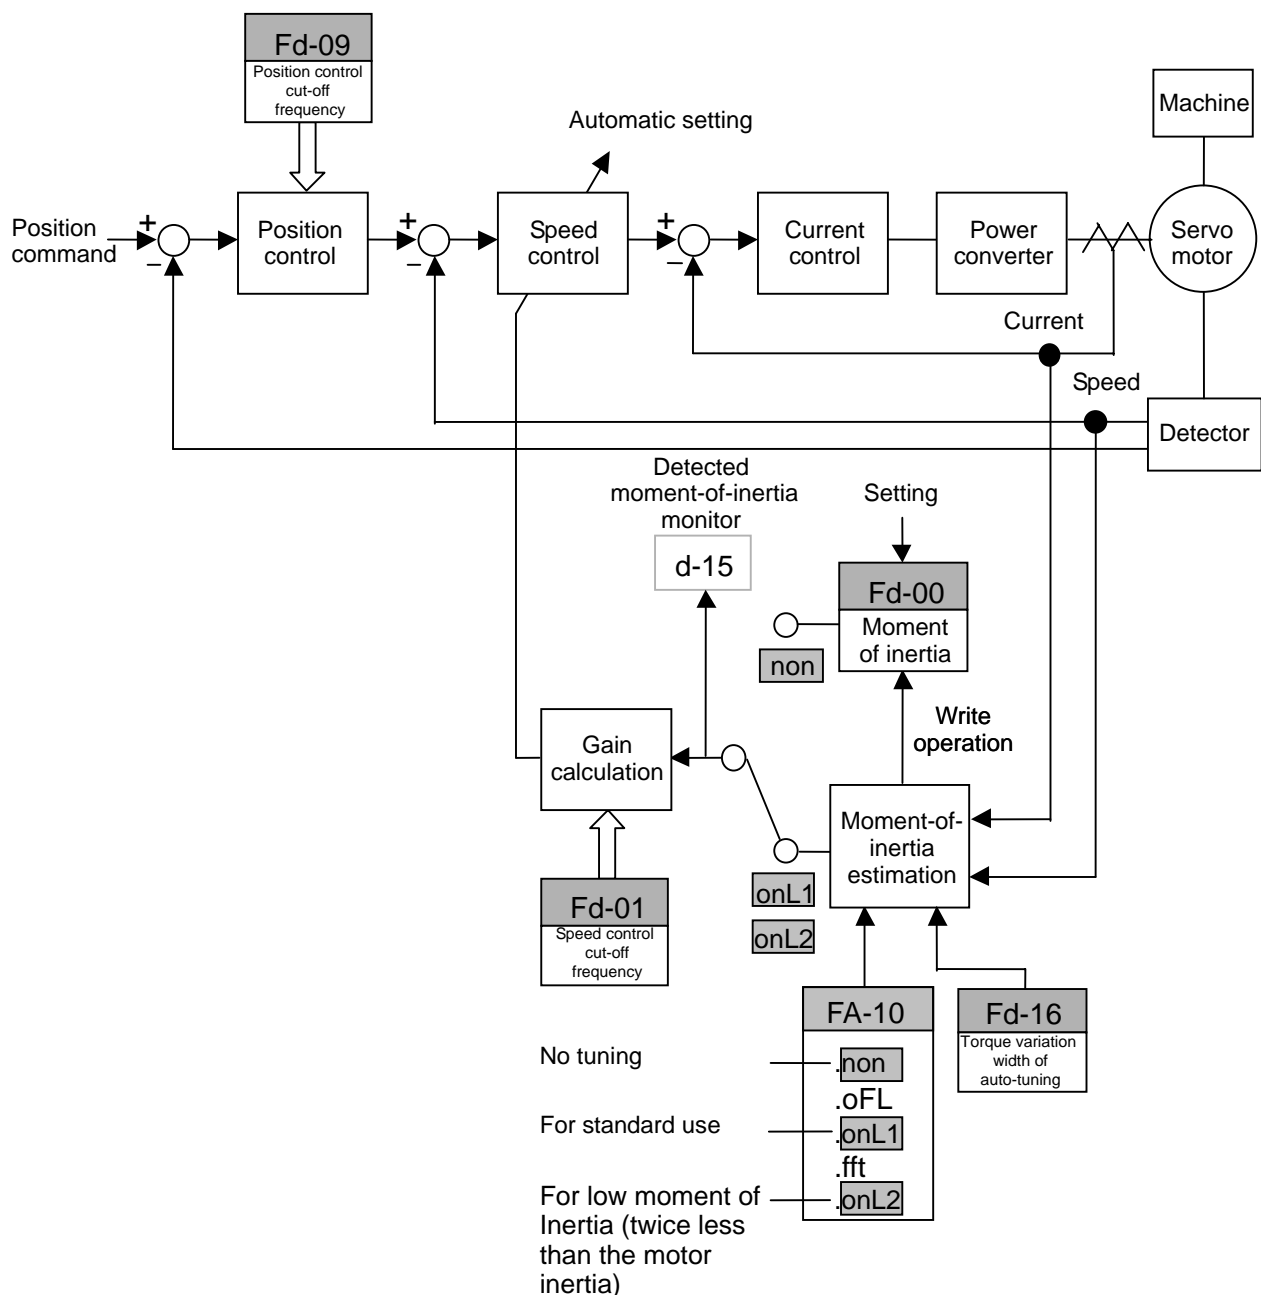 Fd-09
Position control
cut-off
frequency
Automatic setting
Machine
Position
command
+
−
Position
control
+
−
Speed
control
+
−
Current
control
Power
converter
Servo
motor
Current
Speed
Detector
Detected
moment-of-inertia
monitor
d-15
Setting
Fd-00
Moment
of inertia
non
Write
operation
Gain
calculation
Moment-of-
inertia
estimation
onL1
onL2
Fd-01
Speed control
cut-off
frequency
FA-10
Fd-16
Torque variation
width of
auto-tuning
No tuning
.non
.oFL
For standard use
.onL1
.fft
For low moment of
Inertia (twice less
than the motor
inertia)
.onL2